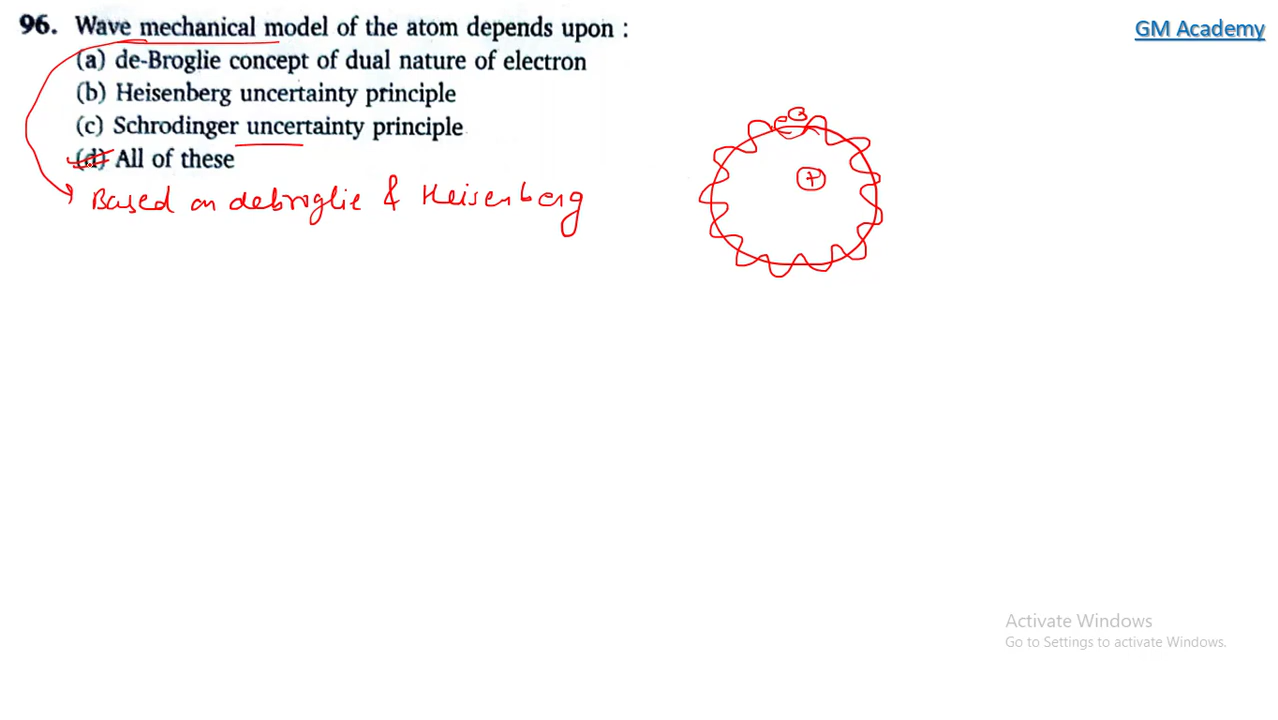 96. Wave mechanical model of the atom depends upon :
GM Academy
(a) de-Broglie concept of dual nature of electron
(b) Heisenberg uncertainty principle
(c) Schrodinger uncertainty principle
(d) All of these
Based on debroglie & Heisenberg
+
Activate Windows
Go to Settings to activate Windows.